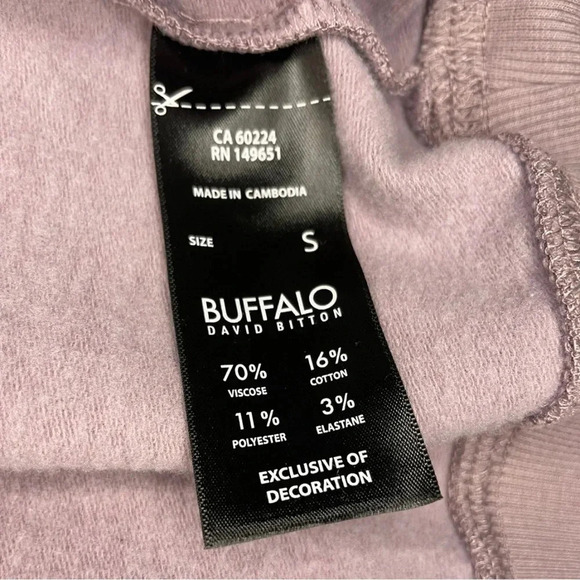 CA 60224
RN 149651
MADE IN CAMBODIA
SIZE S
BUFFALO
DAVID BITTON
70% 16%
VISCOSE COTTON
11% 3%
POLYESTER ELASTANE
EXCLUSIVE OF
DECORATION